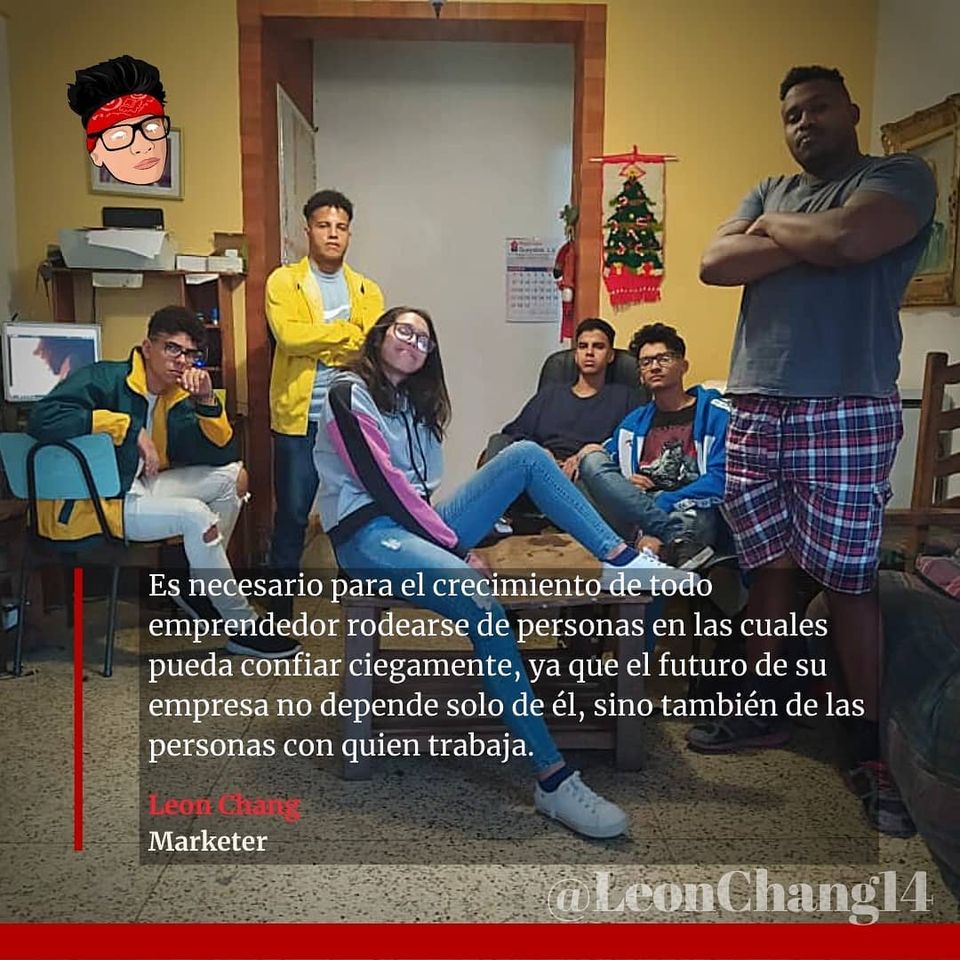 Es necesario para el crecimiento de todo
emprendedor rodearse de personas en las cuales
pueda confiar ciegamente, ya que el futuro de su
empresa no depende solo de él, sino también de las
personas con quien trabaja.
Leon Chang
Marketer
@LeonChang14